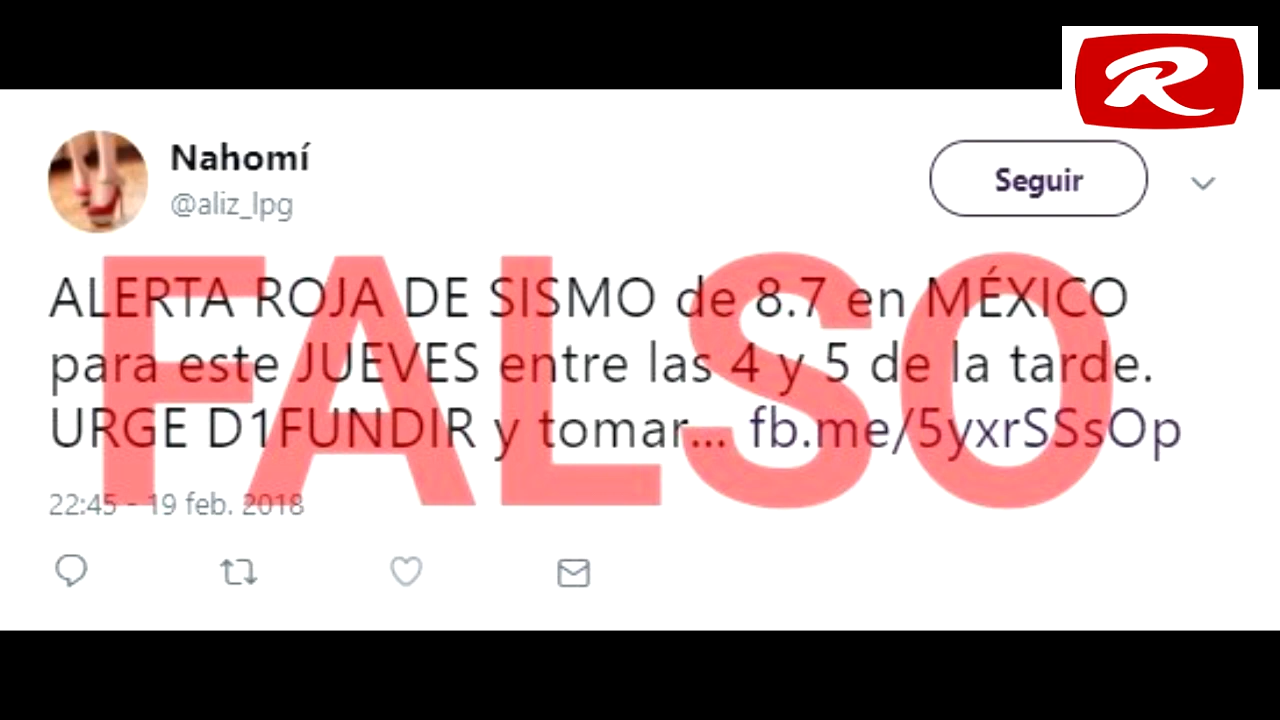 R
Nahomí
@aliz_lpg
Seguir
ALERTA ROJA DE SISMO de 8.7 en MÉXICO
para este JUEVES entre las 4 y 5 de la tarde.
URGE D1FUNDIR y tomar... fb.me/5yxrSSsOp
FALSO
22:45 - 19 feb. 2018